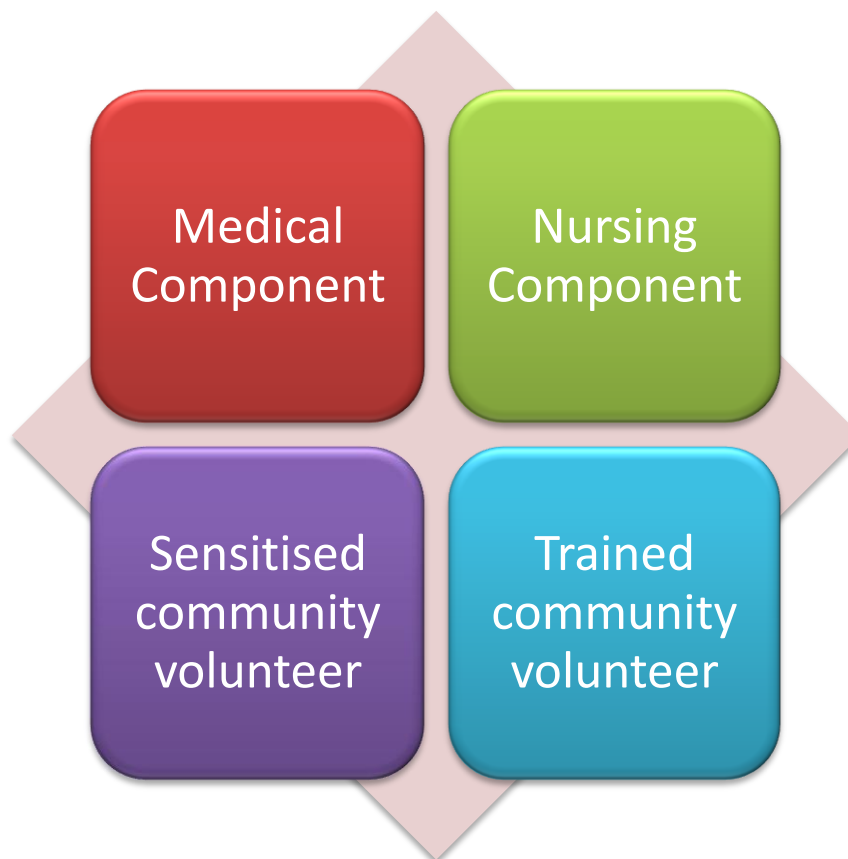 Medical
Component
Nursing
Component
Sensitised
community
volunteer
Trained
community
volunteer